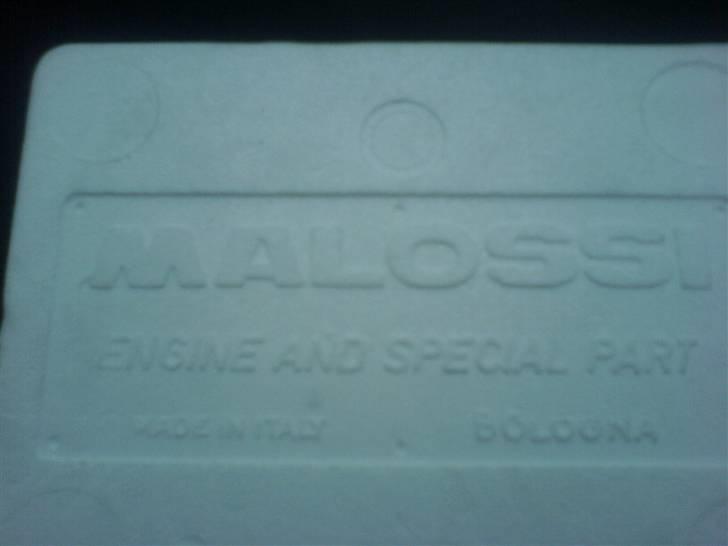 MALOSSI
ENGINE AND SPECIAL PART
MADE IN ITALY BOLOGNA